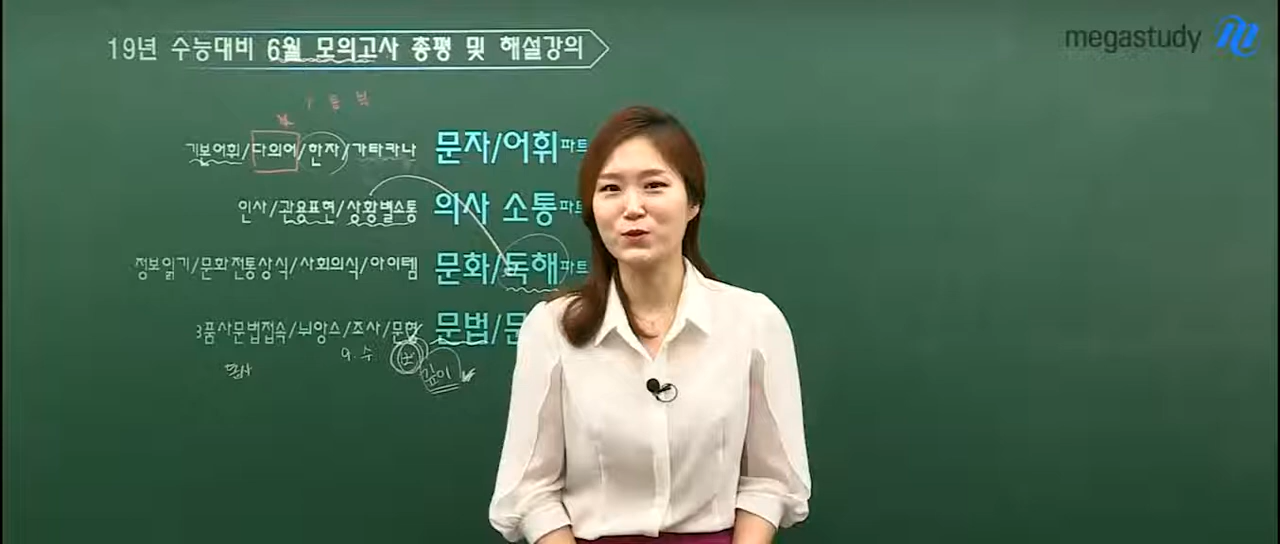 19년 수능대비 6월 모의고사 총평 및 해설강의
megastudy
기본어휘/다의어/한자/가타카나 문자/어휘파트
인사/관용표현/상황별소통 의사 소통파트
정보읽기/문화전통상식/사회의식/아이템 문화/독해파트
3품사문법접속/뉘앙스/조사/문형 문법/문
깊이